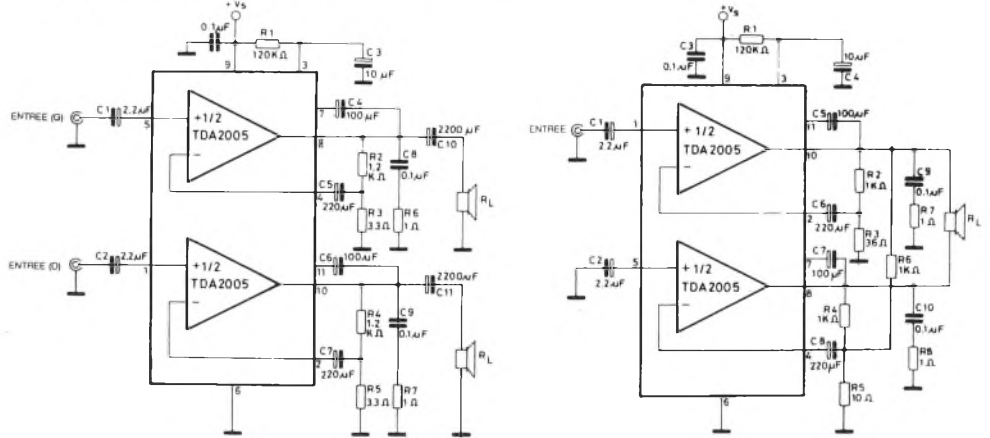 +Vs
0.1µF
R1
120KΩ
C3
10µF
9
3
ENTREE (G)
C1
2.2µF
5
+1/2
TDA2005
−
7
C4
100µF
8
2200µF
C10
R2
1.2
KΩ
C8
0.1µF
C5
220µF
4
R3
33Ω
R6
1Ω
RL
ENTREE (D)
C2
2.2µF
1
+1/2
TDA2005
−
11
C6
100µF
10
2200µF
C11
R4
1.2
KΩ
C9
0.1µF
C7
220µF
2
R5
33Ω
R7
1Ω
RL
6
+Vs
C3
0.1µF
R1
120KΩ
10µF
C4
9
3
ENTREE
C1
2.2µF
1
+1/2
TDA2005
−
C5
100µF
11
10
R2
1KΩ
C6
220µF
2
R3
36Ω
C9
0.1µF
R7
1Ω
RL
R6
1KΩ
C2
2.2µF
5
+1/2
TDA2005
−
C7
7
100µF
8
R4
1KΩ
C8
220µF
4
R5
10Ω
C10
0.1µF
R8
1Ω
6